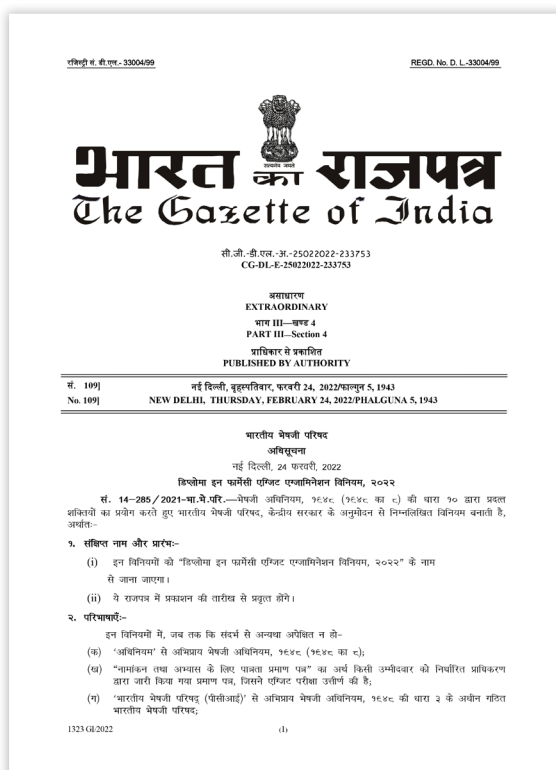 रजिस्ट्री सं. डी.एल.- 33004/99
REGD. No. D. L.-33004/99
सत्यमेव जयते
भारत का राजपत्र
The Gazette of India
सी.जी.-डी.एल.-अ.-25022022-233753
CG-DL-E-25022022-233753
असाधारण
EXTRAORDINARY
भाग III—खण्ड 4
PART III—Section 4
प्राधिकार से प्रकाशित
PUBLISHED BY AUTHORITY
सं. 109] नई दिल्ली, बृहस्पतिवार, फरवरी 24, 2022/फाल्गुन 5, 1943
No. 109] NEW DELHI, THURSDAY, FEBRUARY 24, 2022/PHALGUNA 5, 1943
भारतीय भेषजी परिषद
अधिसूचना
नई दिल्ली, 24 फरवरी, 2022
डिप्लोमा इन फार्मेसी एग्जिट एग्जामिनेशन विनियम, २०२२
सं. 14-285/2021-भा.भे.परि.—भेषजी अधिनियम, १९४८ (१९४८ का ८) की धारा १० द्वारा प्रदत्त
शक्तियों का प्रयोग करते हुए भारतीय भेषजी परिषद, केन्द्रीय सरकार के अनुमोदन से निम्नलिखित विनियम बनाती है,
अर्थातः-
१. संक्षिप्त नाम और प्रारंभः-
(i) इन विनियमों को "डिप्लोमा इन फार्मेसी एग्जिट एग्जामिनेशन विनियम, २०२२" के नाम
से जाना जाएगा।
(ii) ये राजपत्र में प्रकाशन की तारीख से प्रवृत्त होंगे।
२. परिभाषाएँः-
इन विनियमों में, जब तक कि संदर्भ से अन्यथा अपेक्षित न हो-
(क) 'अधिनियम' से अभिप्राय भेषजी अधिनियम, १९४८ (१९४८ का ८);
(ख) "नामांकन तथा अभ्यास के लिए पात्रता प्रमाण पत्र" का अर्थ किसी उम्मीदवार को निर्धारित प्राधिकरण
द्वारा जारी किया गया प्रमाण पत्र, जिसने एग्जिट परीक्षा उत्तीर्ण की है;
(ग) 'भारतीय भेषजी परिषद् (पीसीआई)' से अभिप्राय भेषजी अधिनियम, १९४८ की धारा ३ के अधीन गठित
भारतीय भेषजी परिषद;
1323 GI/2022 (1)